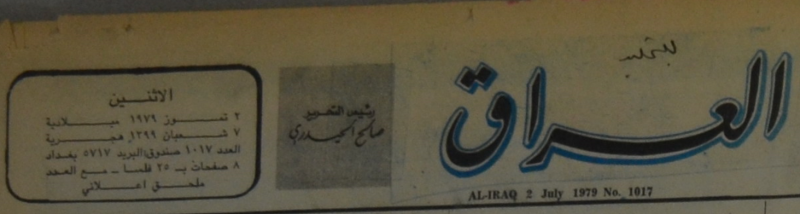 العراق
AL-IRAQ 2 July 1979 No. 1017
رئيس التحرير
صالح الحيدري
الاثنين
٢ تموز ١٩٧٩ ميلادية
٧ شعبان ١٣٩٩ هجرية
العدد ١٠١٧ صندوق البريد ٥٧١٧ بغداد
٨ صفحات بـ ٢٥ فلسا - مع العدد
ملحق اعلاني